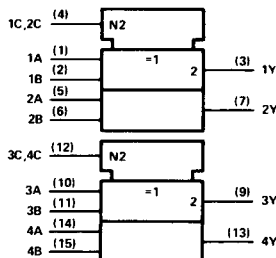 1C,2C (4) N2
1A (1) =1 2 (3) 1Y
1B (2)
2A (5) (7) 2Y
2B (6)
3C,4C (12) N2
3A (10) =1 2 (9) 3Y
3B (11)
4A (14) (13) 4Y
4B (15)